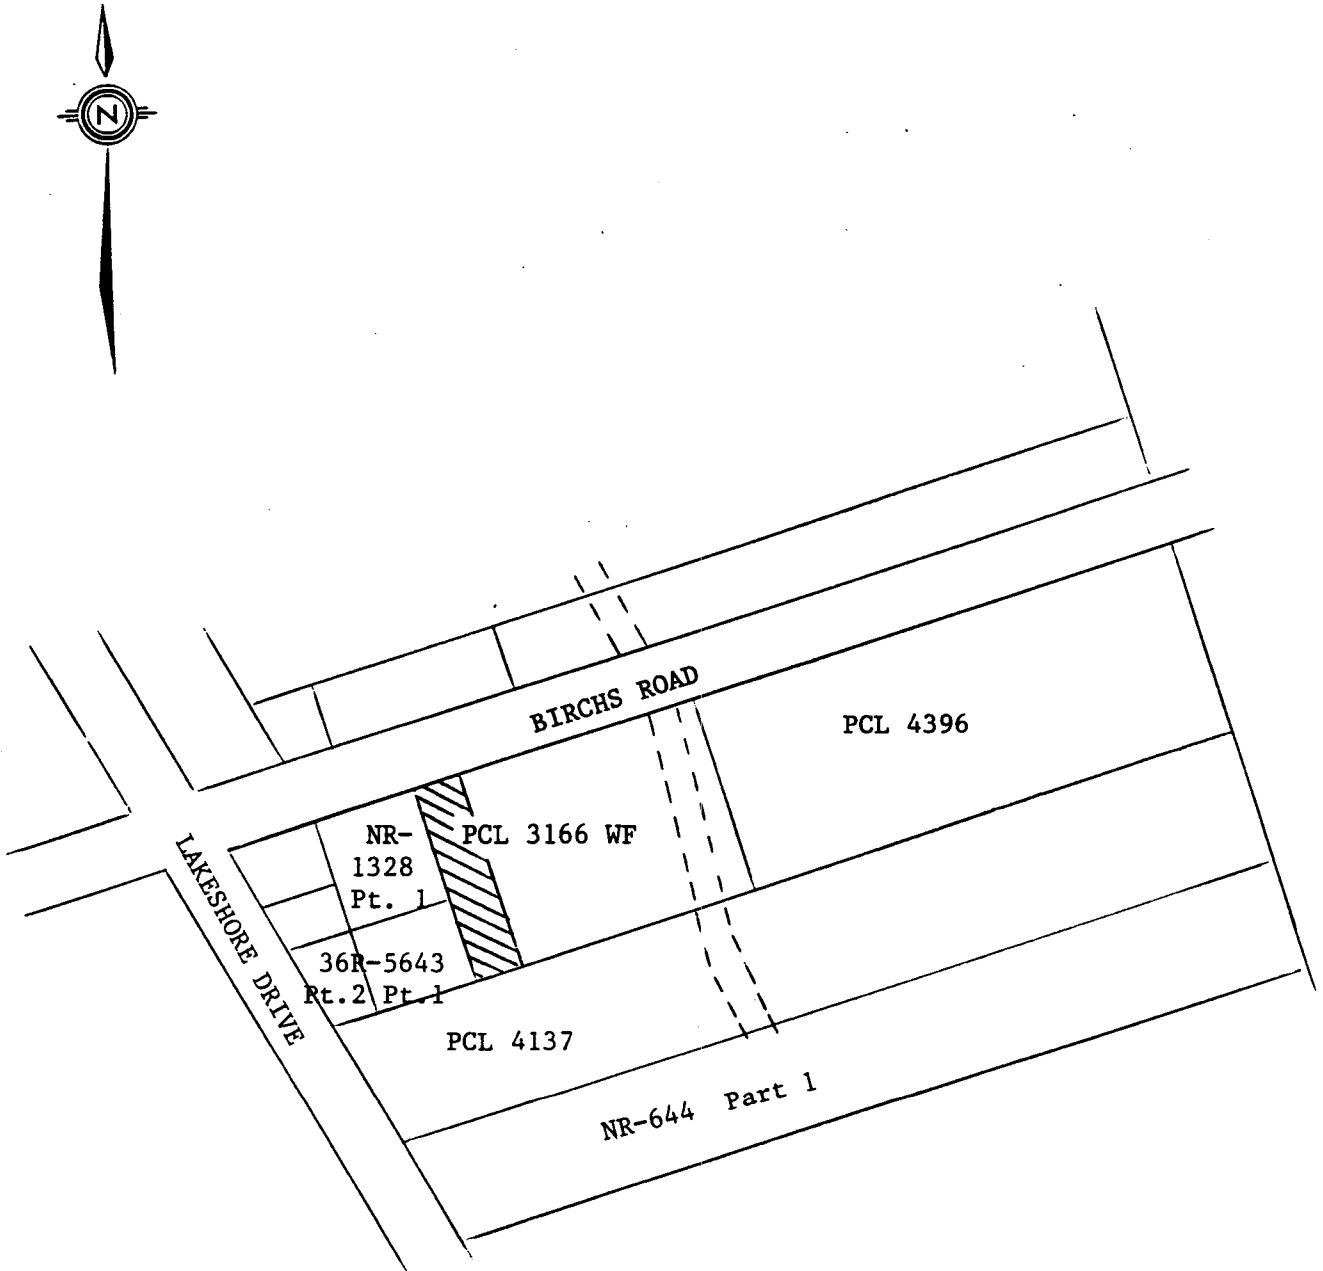 N
BIRCHS ROAD
PCL 4396
NR-
1328
Pt. 1
PCL 3166 WF
LAKESHORE DRIVE
36R-5643
Pt.2 Pt.1
PCL 4137
NR-644 Part 1